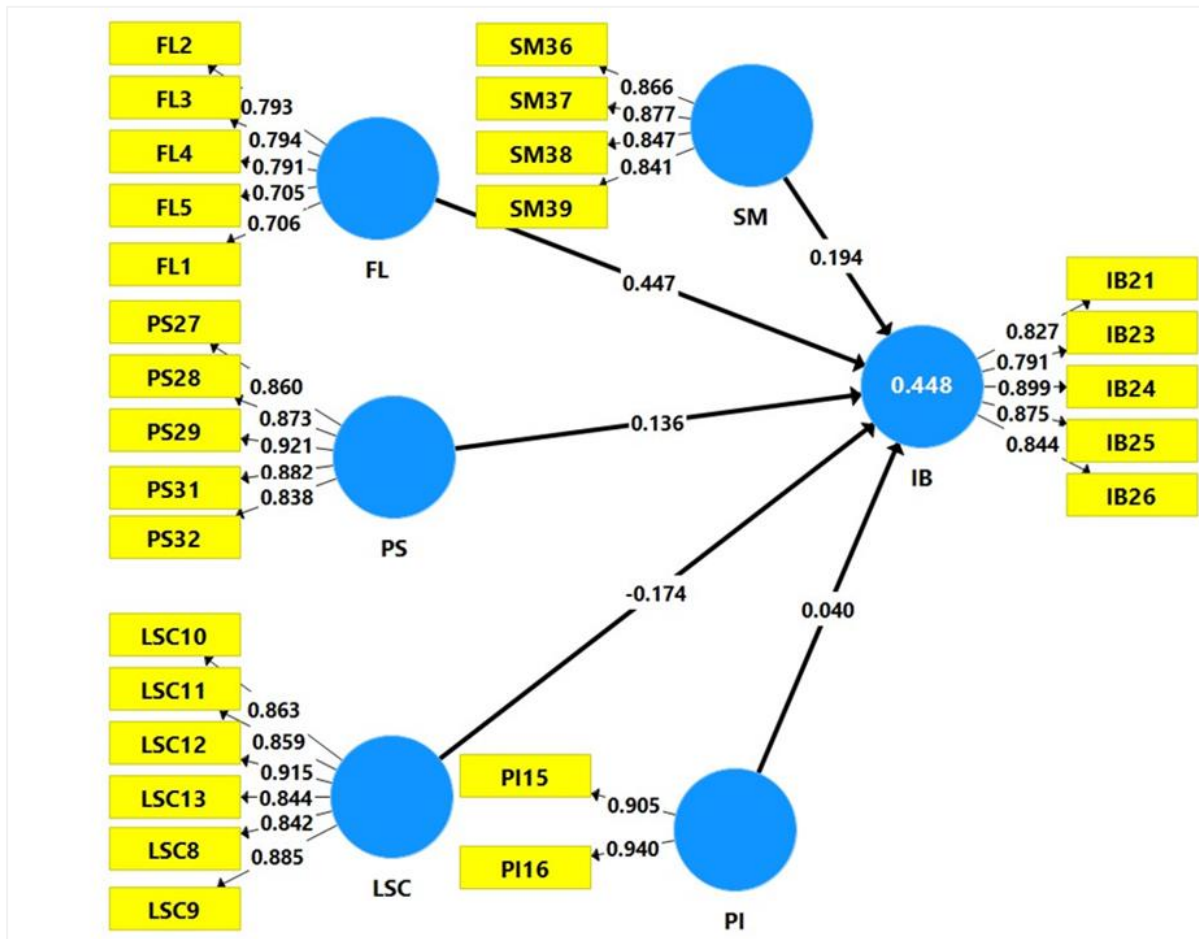 FL2
FL3
FL4
FL5
FL1
0.793
0.794
0.791
0.705
0.706
FL
SM36
SM37
SM38
SM39
0.866
0.877
0.847
0.841
SM
0.447
0.194
PS27
PS28
PS29
PS31
PS32
0.860
0.873
0.921
0.882
0.838
PS
0.136
0.448
IB
0.827
0.791
0.899
0.875
0.844
IB21
IB23
IB24
IB25
IB26
LSC10
LSC11
LSC12
LSC13
LSC8
LSC9
0.863
0.859
0.915
0.844
0.842
0.885
LSC
-0.174
0.040
PI15
PI16
0.905
0.940
PI